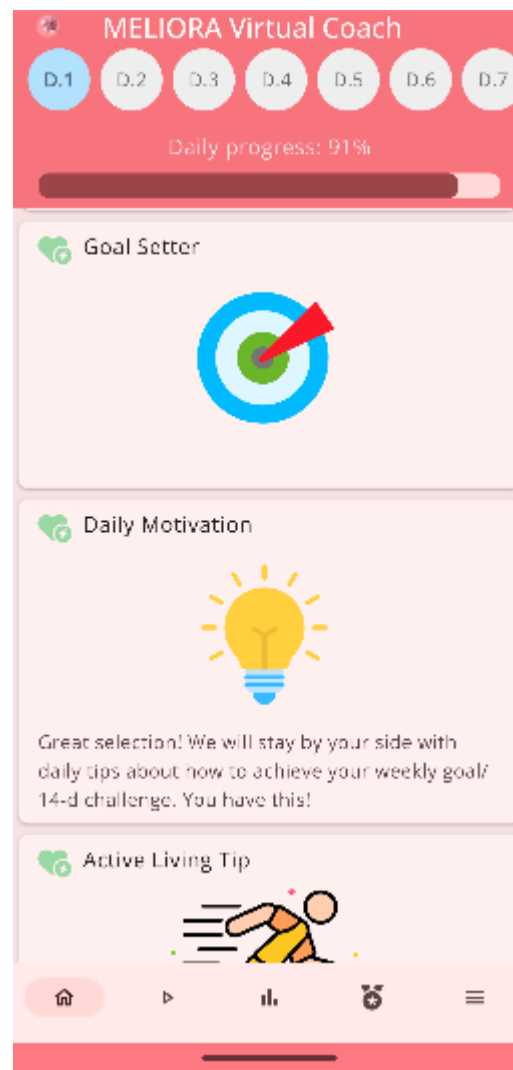 MELIORA Virtual Coach
D.1 D.2 D.3 D.4 D.5 D.6 D.7
Daily progress: 91%
Goal Setter
Daily Motivation
Great selection! We will stay by your side with
daily tips about how to achieve your weekly goal/
14-d challenge. You have this!
Active Living Tip